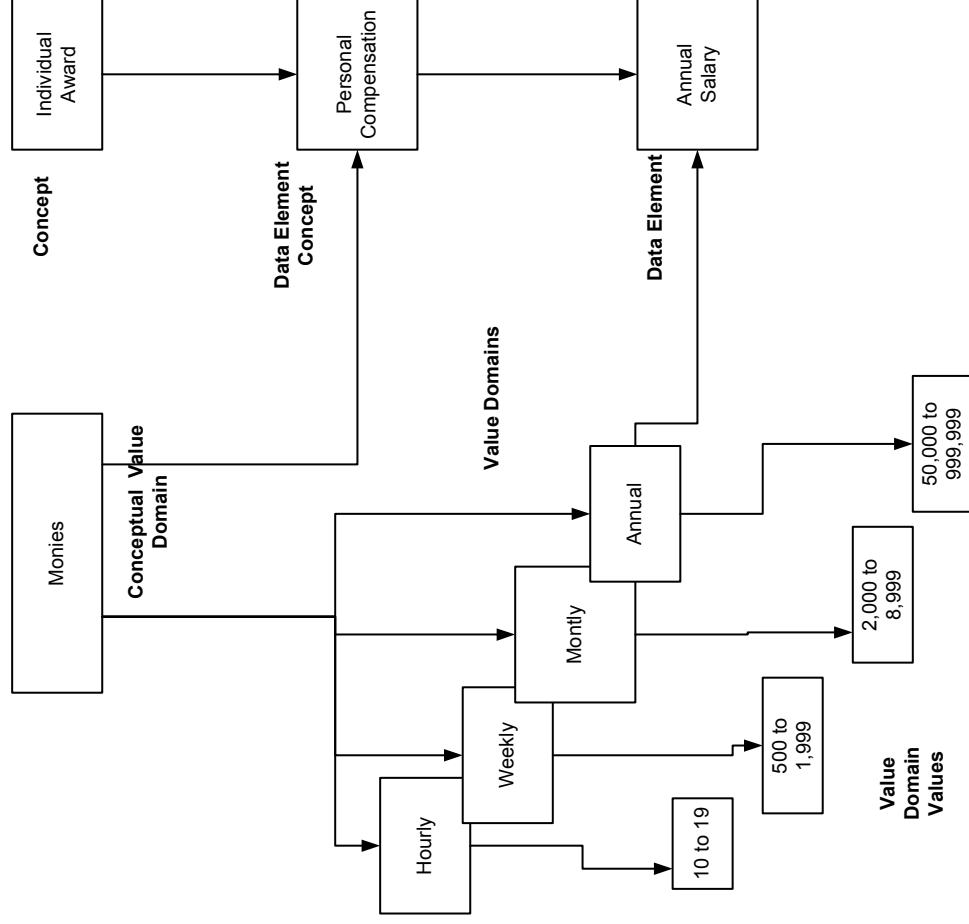 Individual
Award
Concept
Monies
Conceptual Value
Domain
Personal
Compensation
Data Element
Concept
Value Domains
Annual
Salary
Data Element
Hourly
Weekly
Montly
Annual
10 to 19
500 to
1,999
2,000 to
8,999
50,000 to
999,999
Value
Domain
Values